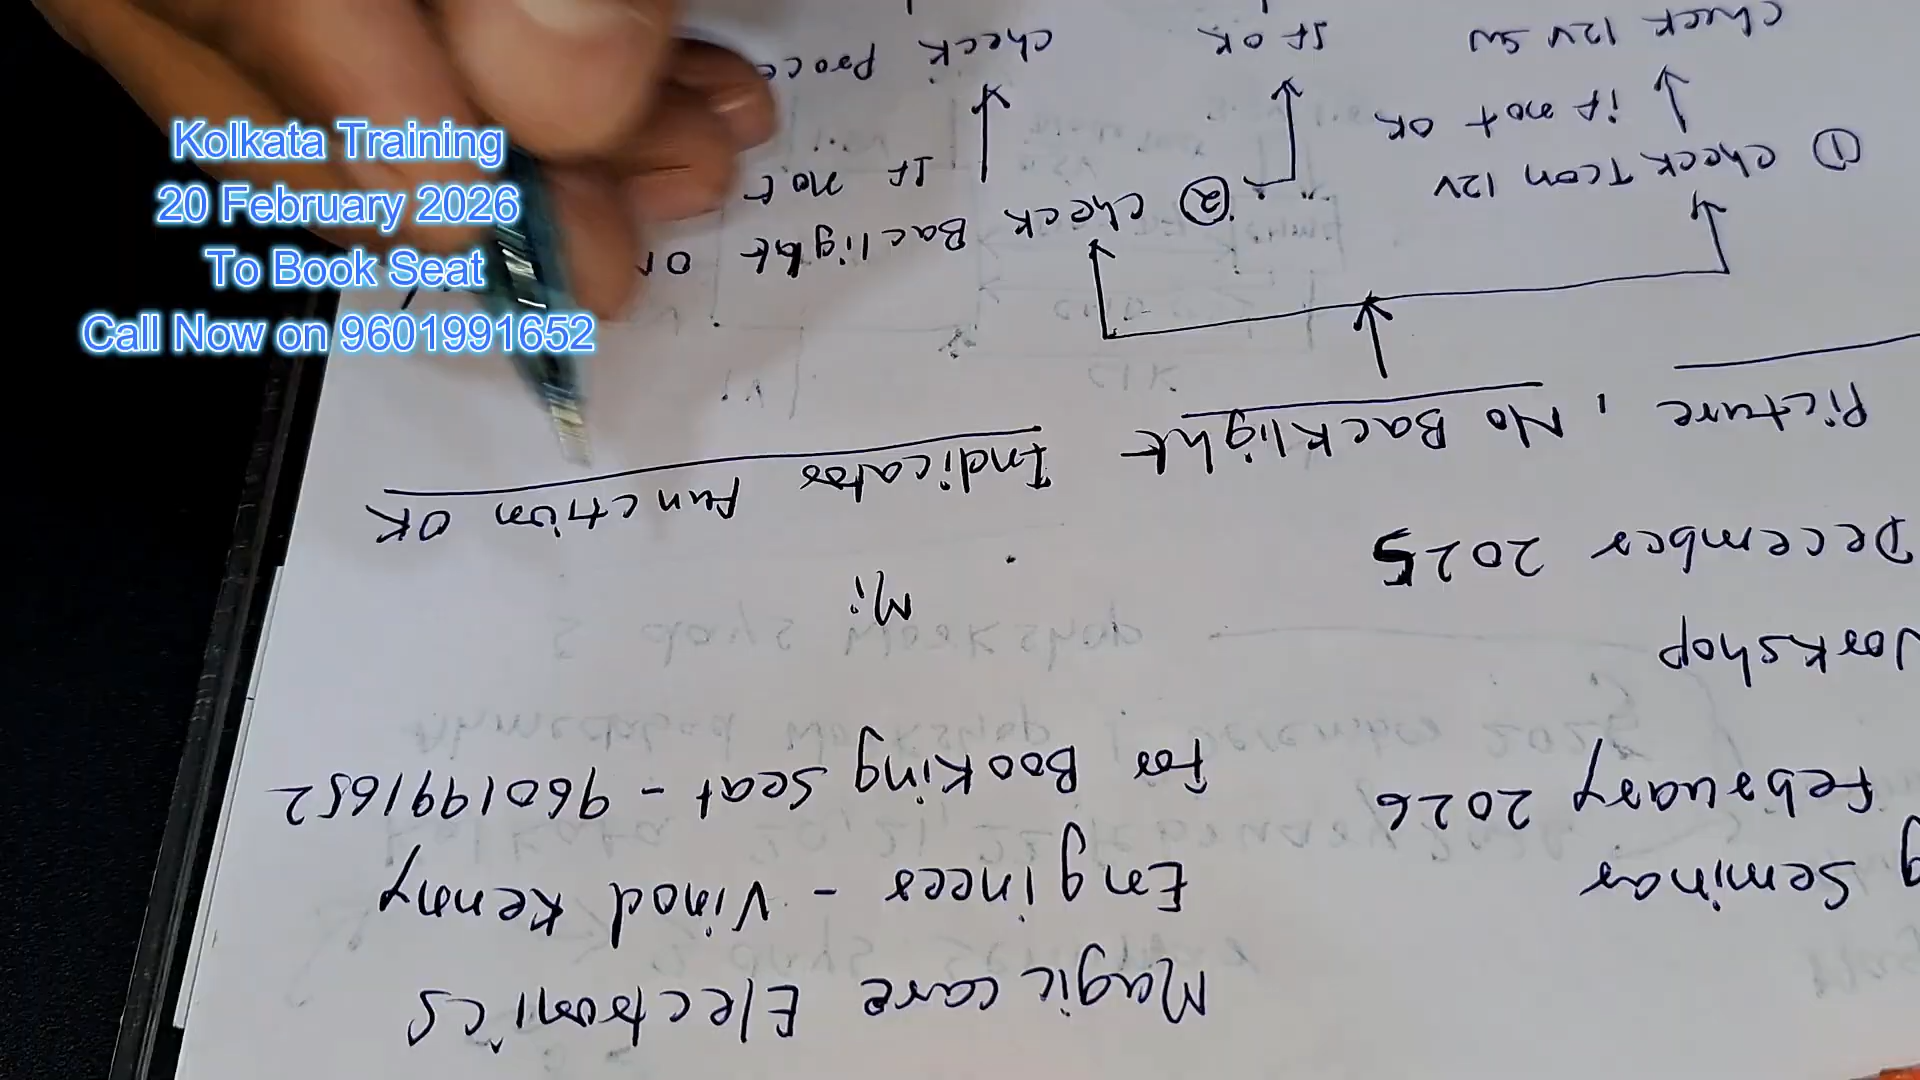 Kolkata Training
20 February 2026
To Book Seat
Call Now on 9601991652
Magic care Electronics
Engineer - Vinod Kenny
Seminar
For Booking Seat - 9601991652
February 2026
Workshop
Mi
December 2025
Picture, No Backlight Indicator function OK
① check Tcon 12V
if not OK
check 12V SW
② check Baclight on
If OK
If not
check